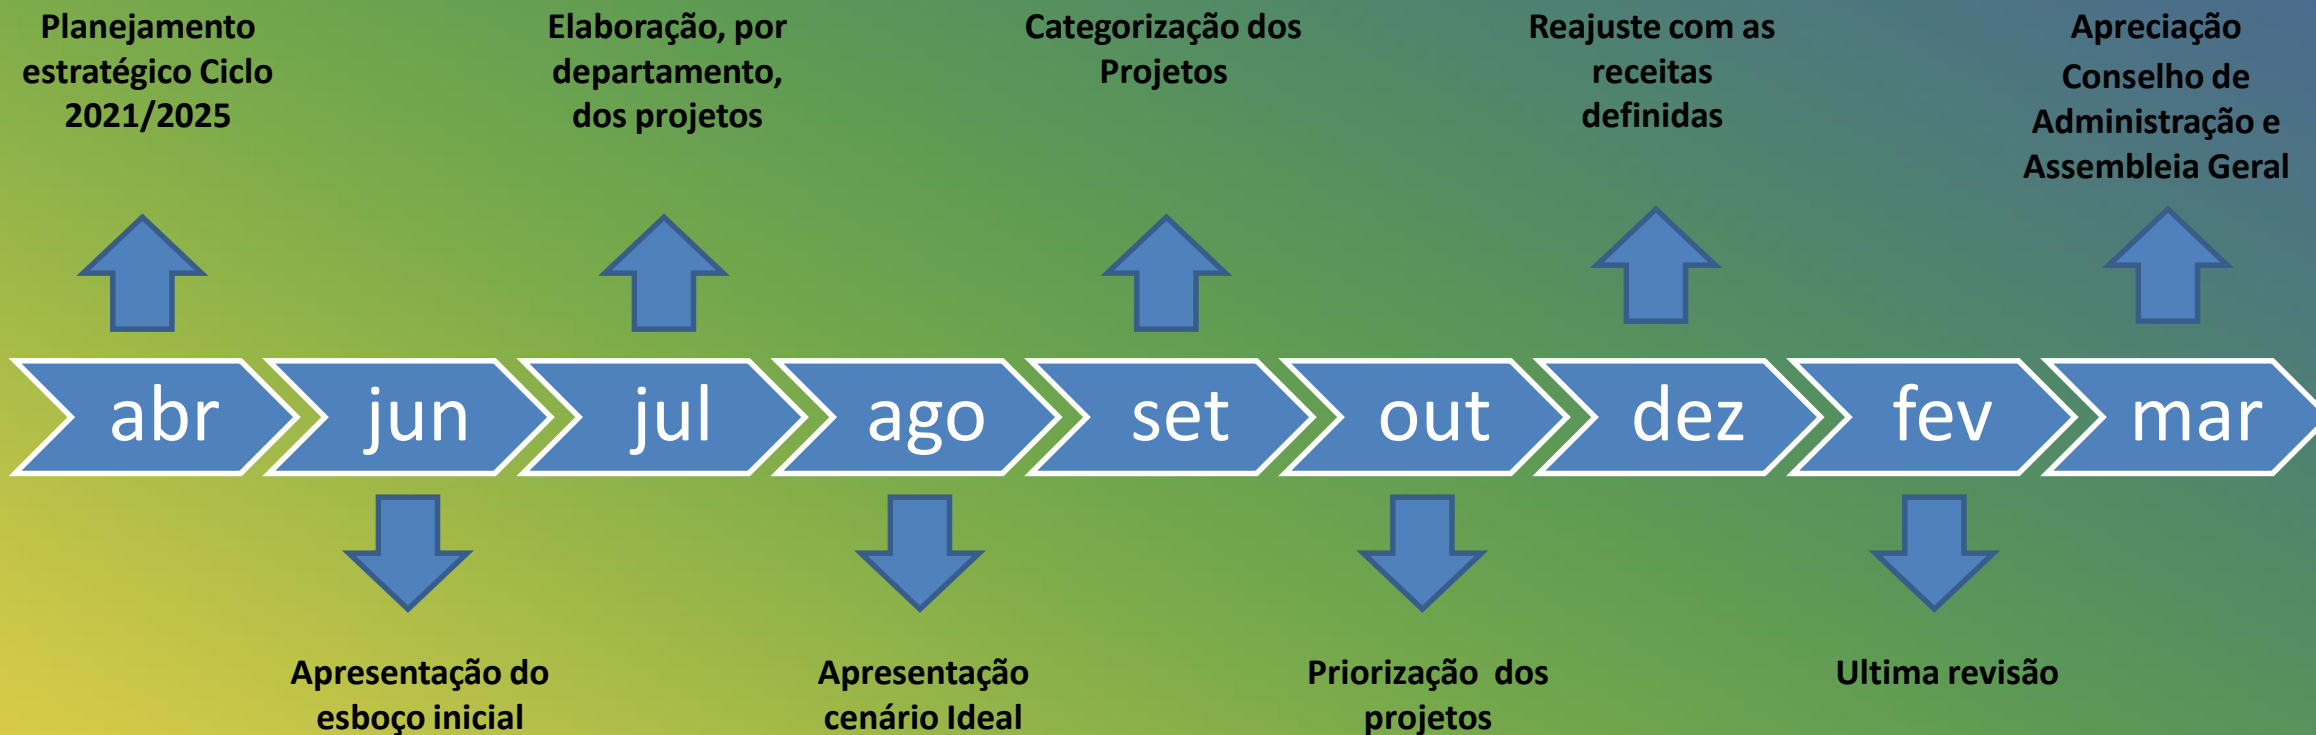 Planejamento
estratégico Ciclo
2021/2025
Elaboração, por
departamento,
dos projetos
Categorização dos
Projetos
Reajuste com as
receitas
definidas
Apreciação
Conselho de
Administração e
Assembleia Geral
abr
jun
jul
ago
set
out
dez
fev
mar
Apresentação do
esboço inicial
Apresentação
cenário Ideal
Priorização dos
projetos
Ultima revisão